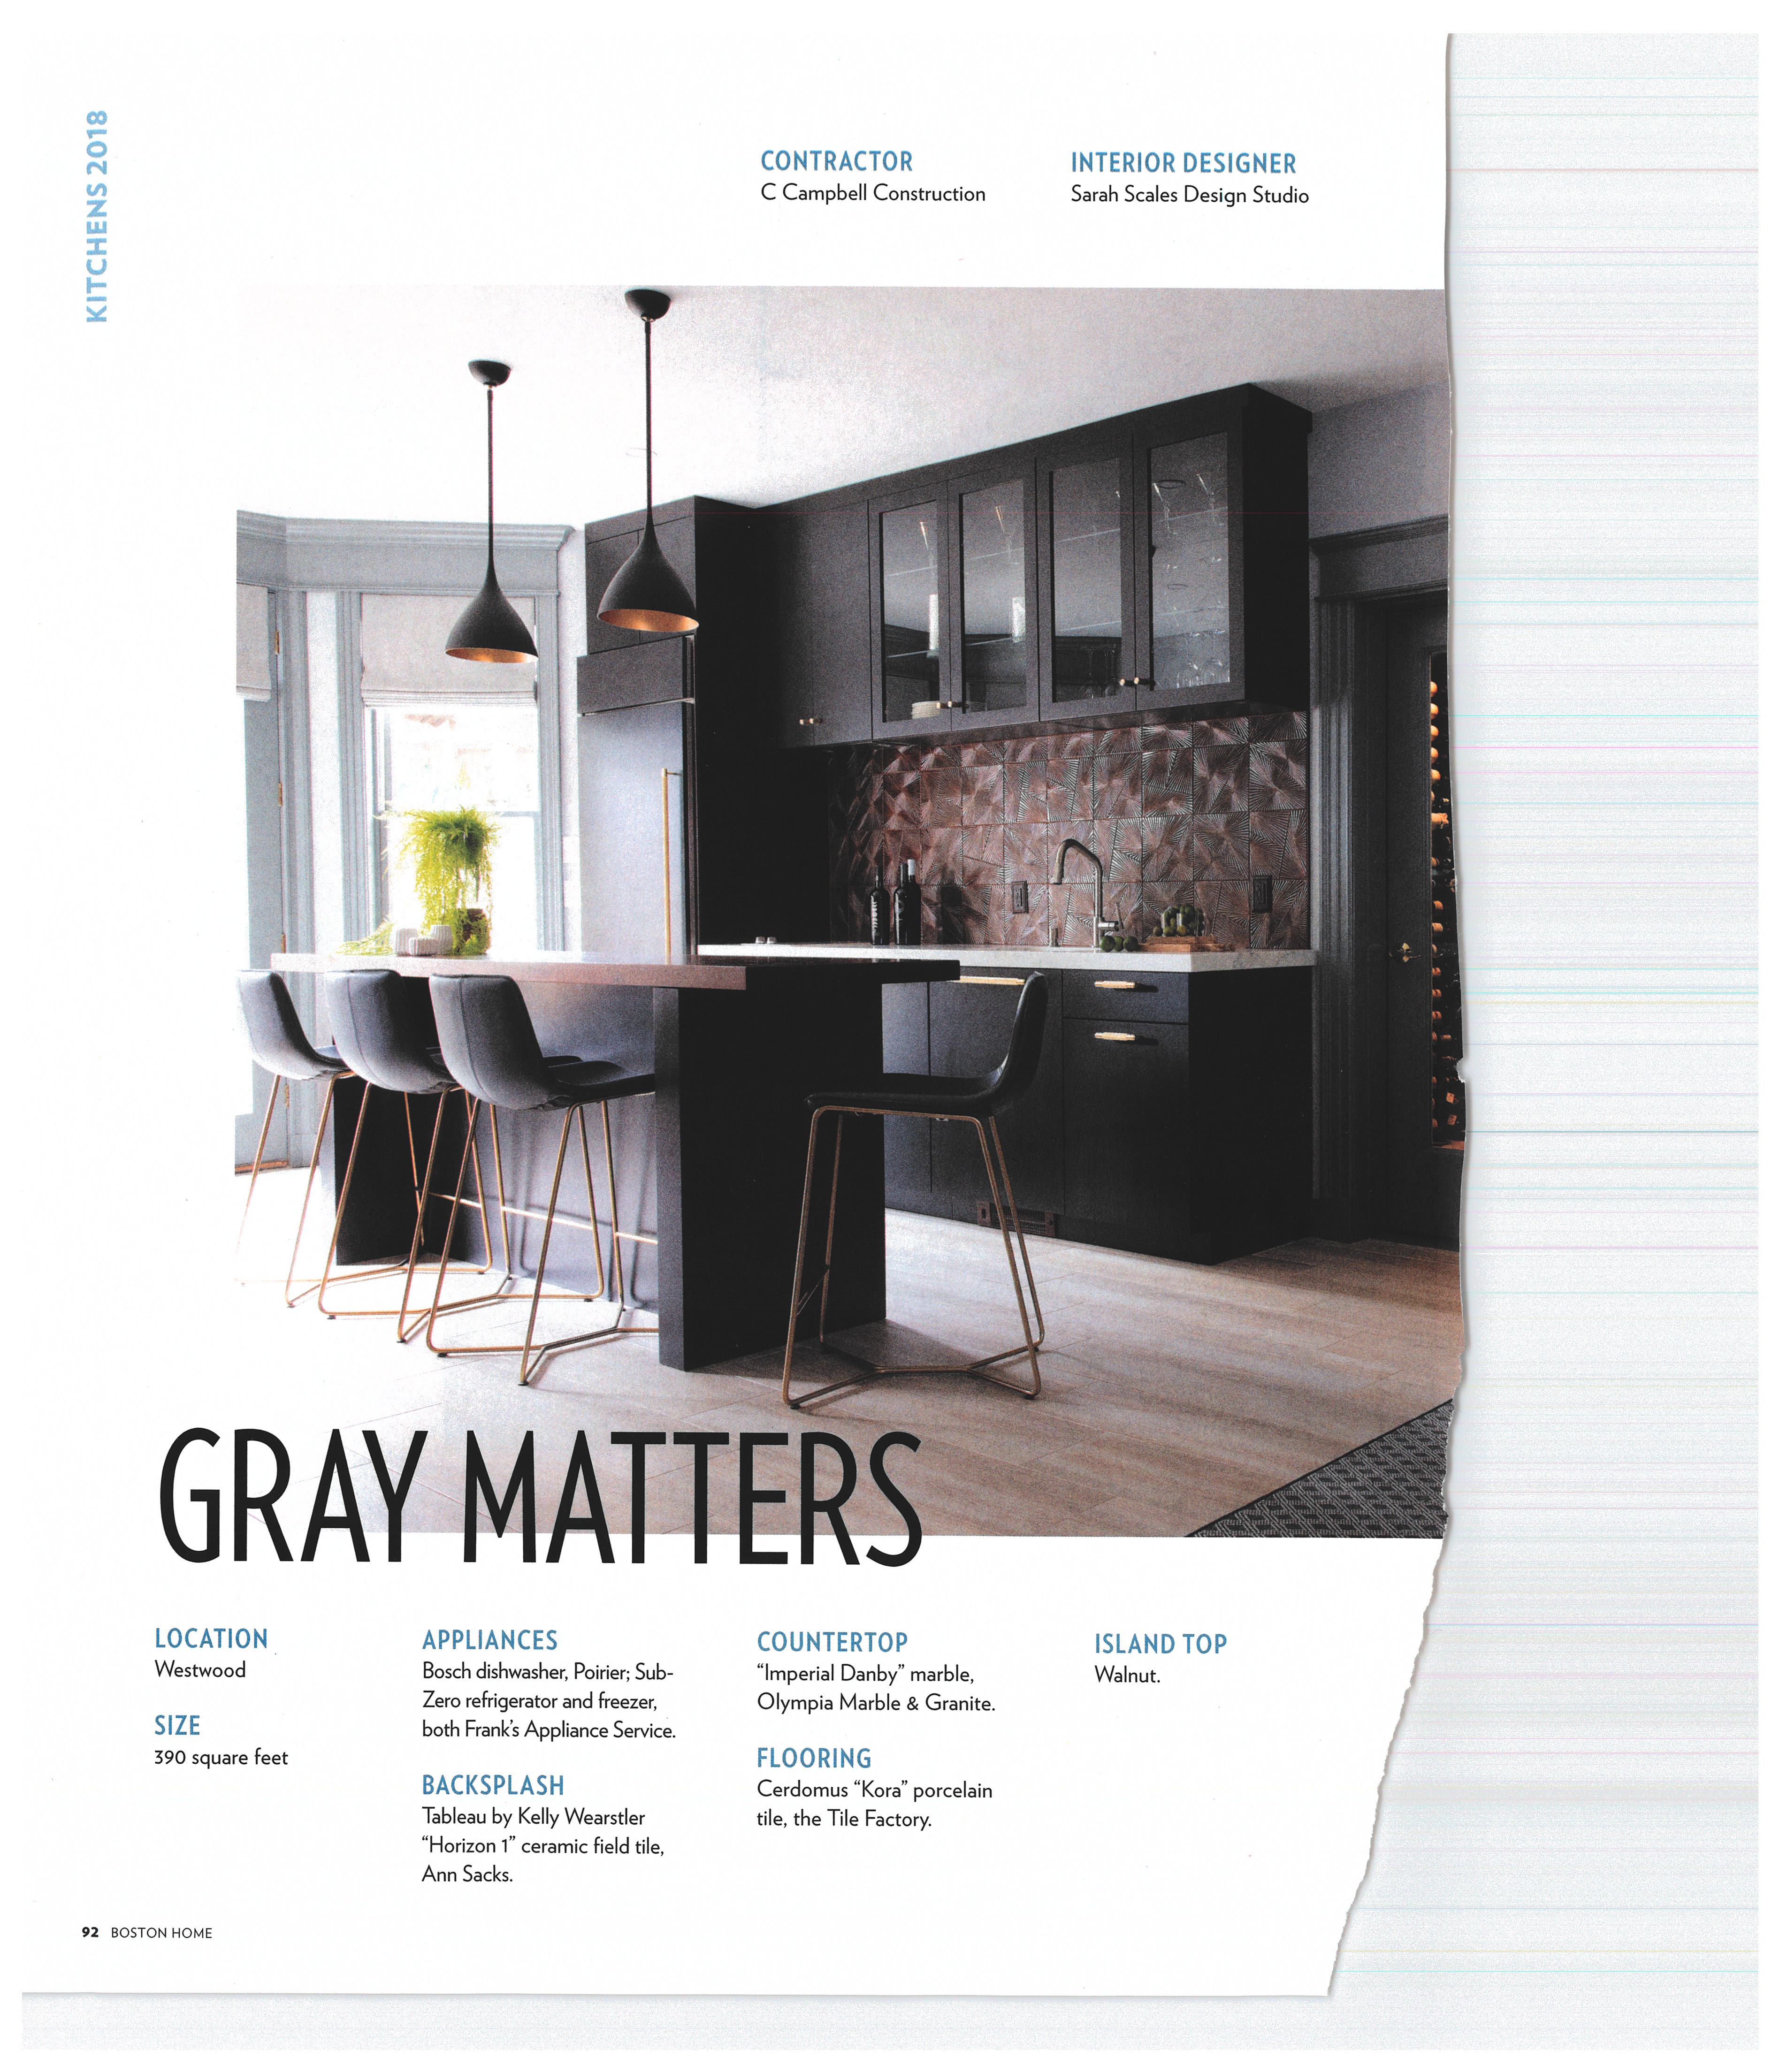 KITCHENS 2018
CONTRACTOR
C Campbell Construction
INTERIOR DESIGNER
Sarah Scales Design Studio
GRAY MATTERS
LOCATION
Westwood
SIZE
390 square feet
APPLIANCES
Bosch dishwasher, Poirier; Sub-
Zero refrigerator and freezer,
both Frank's Appliance Service.
BACKSPLASH
Tableau by Kelly Wearstler
“Horizon 1” ceramic field tile,
Ann Sacks.
COUNTERTOP
“Imperial Danby” marble,
Olympia Marble & Granite.
FLOORING
Cerdomus “Kora” porcelain
tile, the Tile Factory.
ISLAND TOP
Walnut.
92 BOSTON HOME